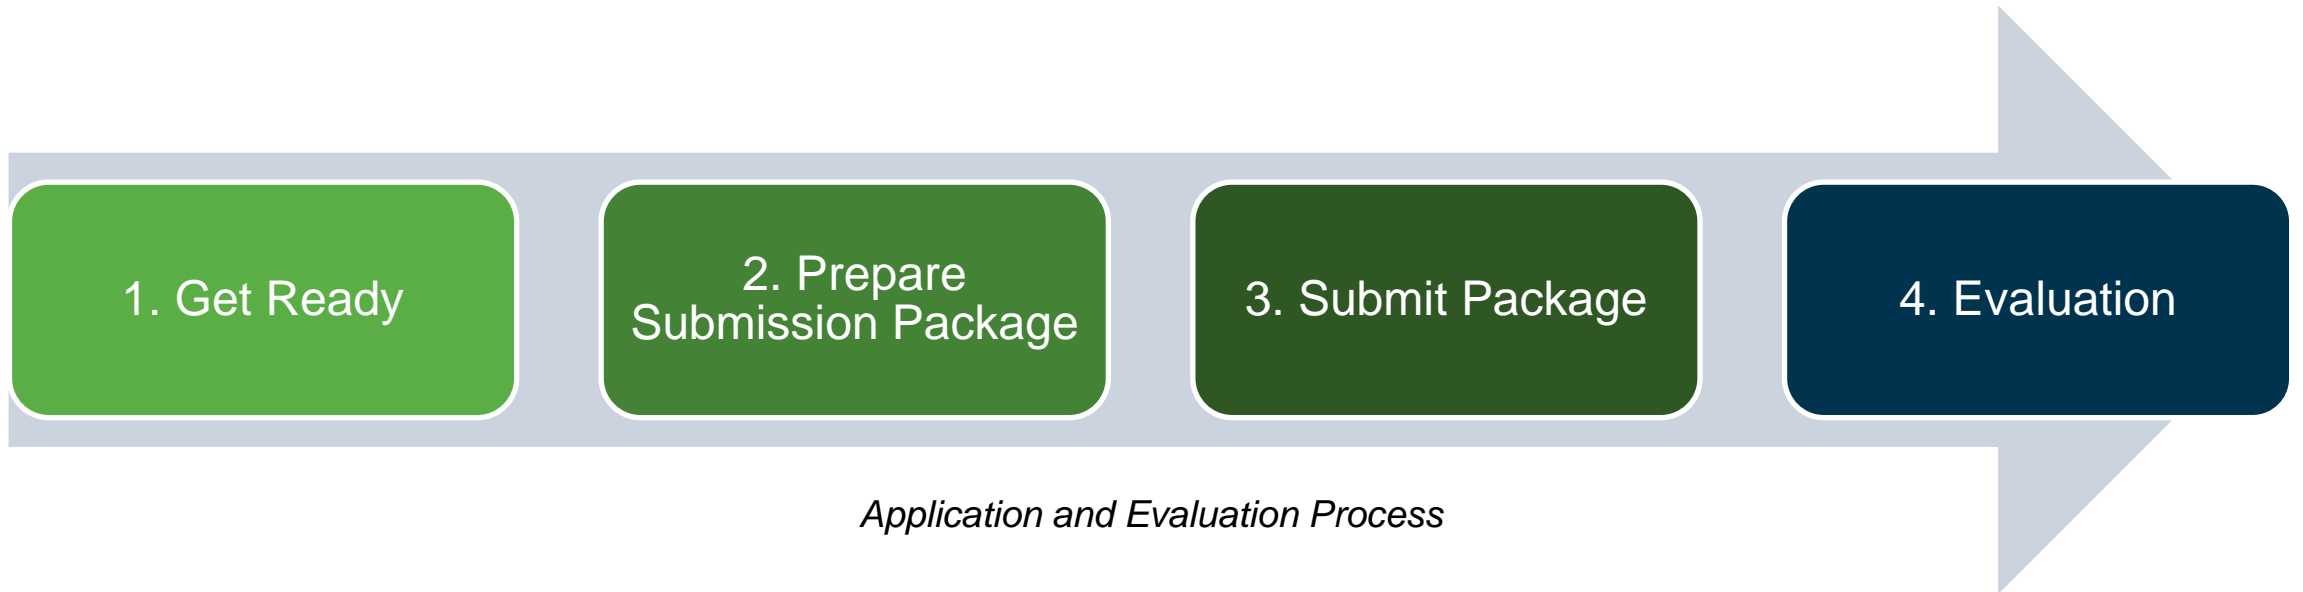 1. Get Ready
2. Prepare
Submission Package
3. Submit Package
4. Evaluation
Application and Evaluation Process